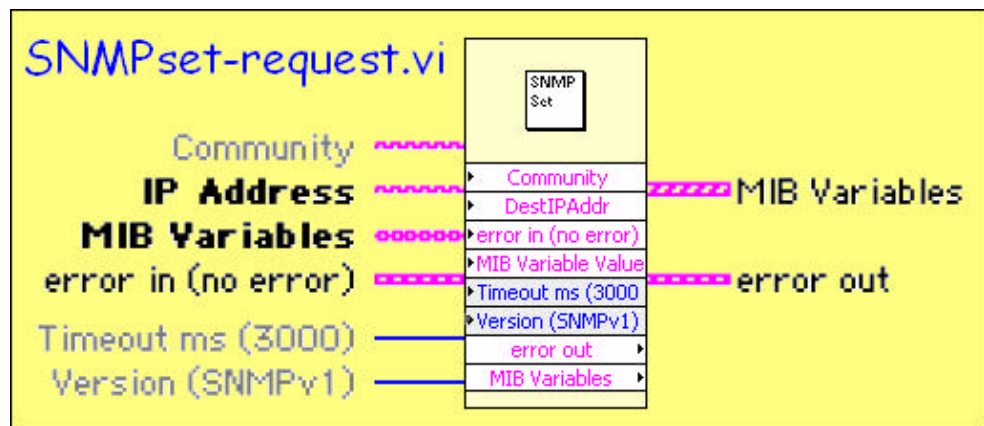 SNMPset-request.vi
SNMP
Set
Community
IP Address
MIB Variables
error in (no error)
Timeout ms (3000)
Version (SNMPv1)
Community
DestIPAddr
error in (no error)
MIB Variable Value
Timeout ms (3000
Version (SNMPv1)
error out
MIB Variables
MIB Variables
error out